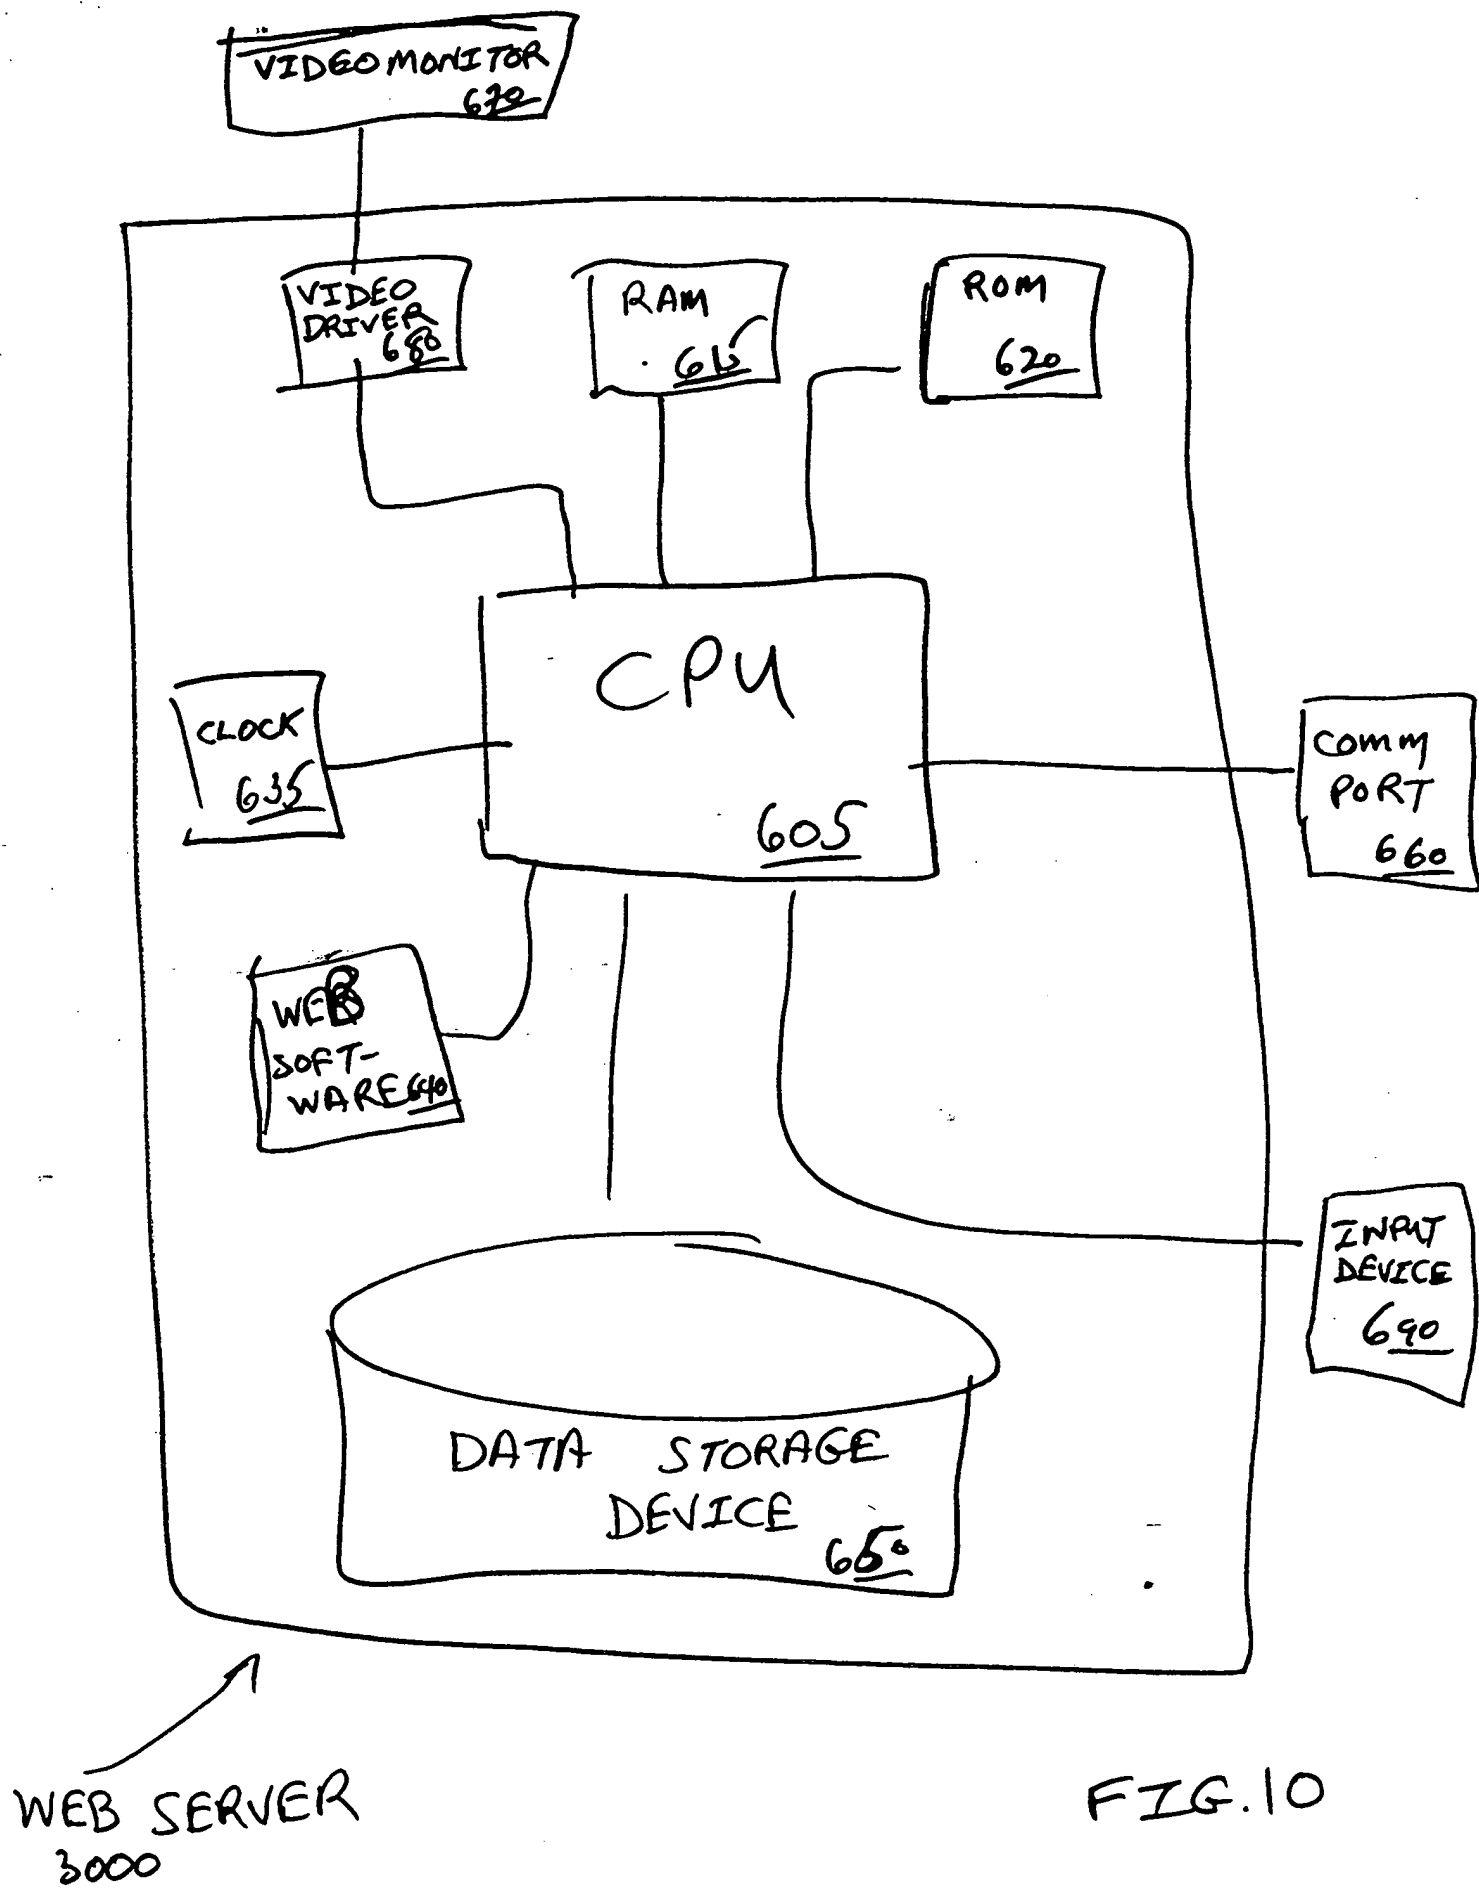 VIDEO MONITOR
670
VIDEO
DRIVER
680
RAM
615
ROM
620
CPU
605
CLOCK
635
COMM
PORT
660
WEB
SOFT-
WARE 640
INPUT
DEVICE
690
DATA STORAGE
DEVICE
650
WEB SERVER
3000
FIG. 10